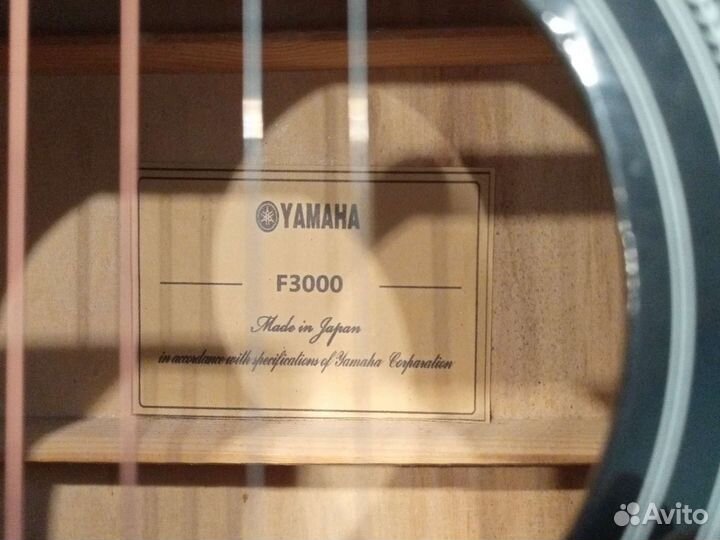 YAMAHA
F3000
Made in Japan
in accordance with specifications of Yamaha Corparation
Avito